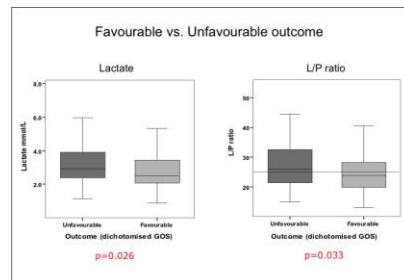 Favourable vs. Unfavourable outcome
Lactate
8.0
6.0
4.0
2.0
Lactate mmol/L
Unfavourable Favourable
Outcome (dichotomised GOS)
p=0.026
L/P ratio
50
40
30
20
L/P ratio
Unfavourable Favourable
Outcome (dichotomised GOS)
p=0.033